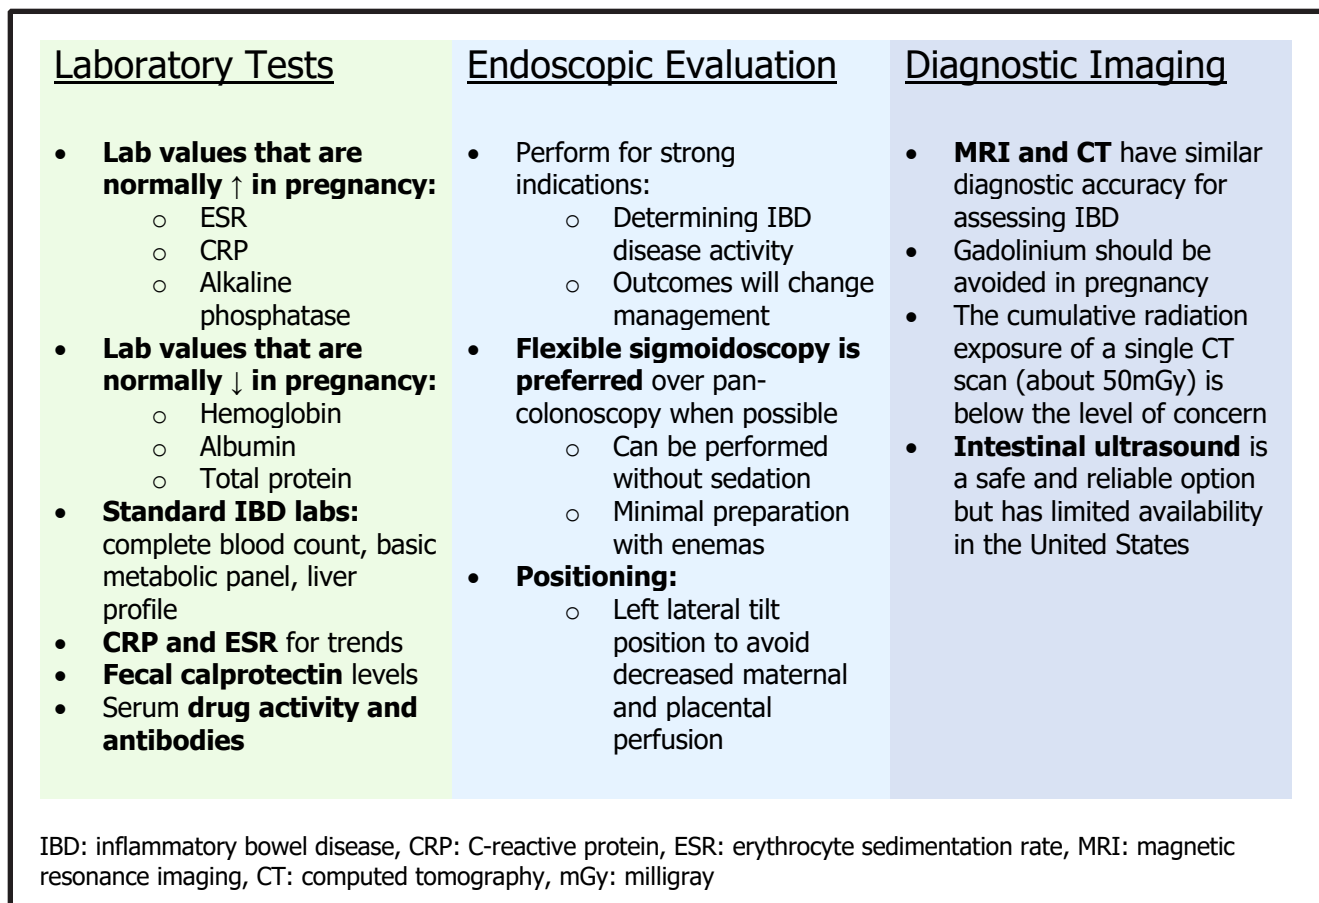 Laboratory Tests
• Lab values that are
normally ↑ in pregnancy:
o ESR
o CRP
o Alkaline
phosphatase
• Lab values that are
normally ↓ in pregnancy:
o Hemoglobin
o Albumin
o Total protein
• Standard IBD labs:
complete blood count, basic
metabolic panel, liver
profile
• CRP and ESR for trends
• Fecal calprotectin levels
• Serum drug activity and
antibodies
Endoscopic Evaluation
• Perform for strong
indications:
o Determining IBD
disease activity
o Outcomes will change
management
• Flexible sigmoidoscopy is
preferred over pan-
colonoscopy when possible
o Can be performed
without sedation
o Minimal preparation
with enemas
• Positioning:
o Left lateral tilt
position to avoid
decreased maternal
and placental
perfusion
Diagnostic Imaging
• MRI and CT have similar
diagnostic accuracy for
assessing IBD
• Gadolinium should be
avoided in pregnancy
• The cumulative radiation
exposure of a single CT
scan (about 50mGy) is
below the level of concern
• Intestinal ultrasound is
a safe and reliable option
but has limited availability
in the United States
IBD: inflammatory bowel disease, CRP: C-reactive protein, ESR: erythrocyte sedimentation rate, MRI: magnetic
resonance imaging, CT: computed tomography, mGy: milligray